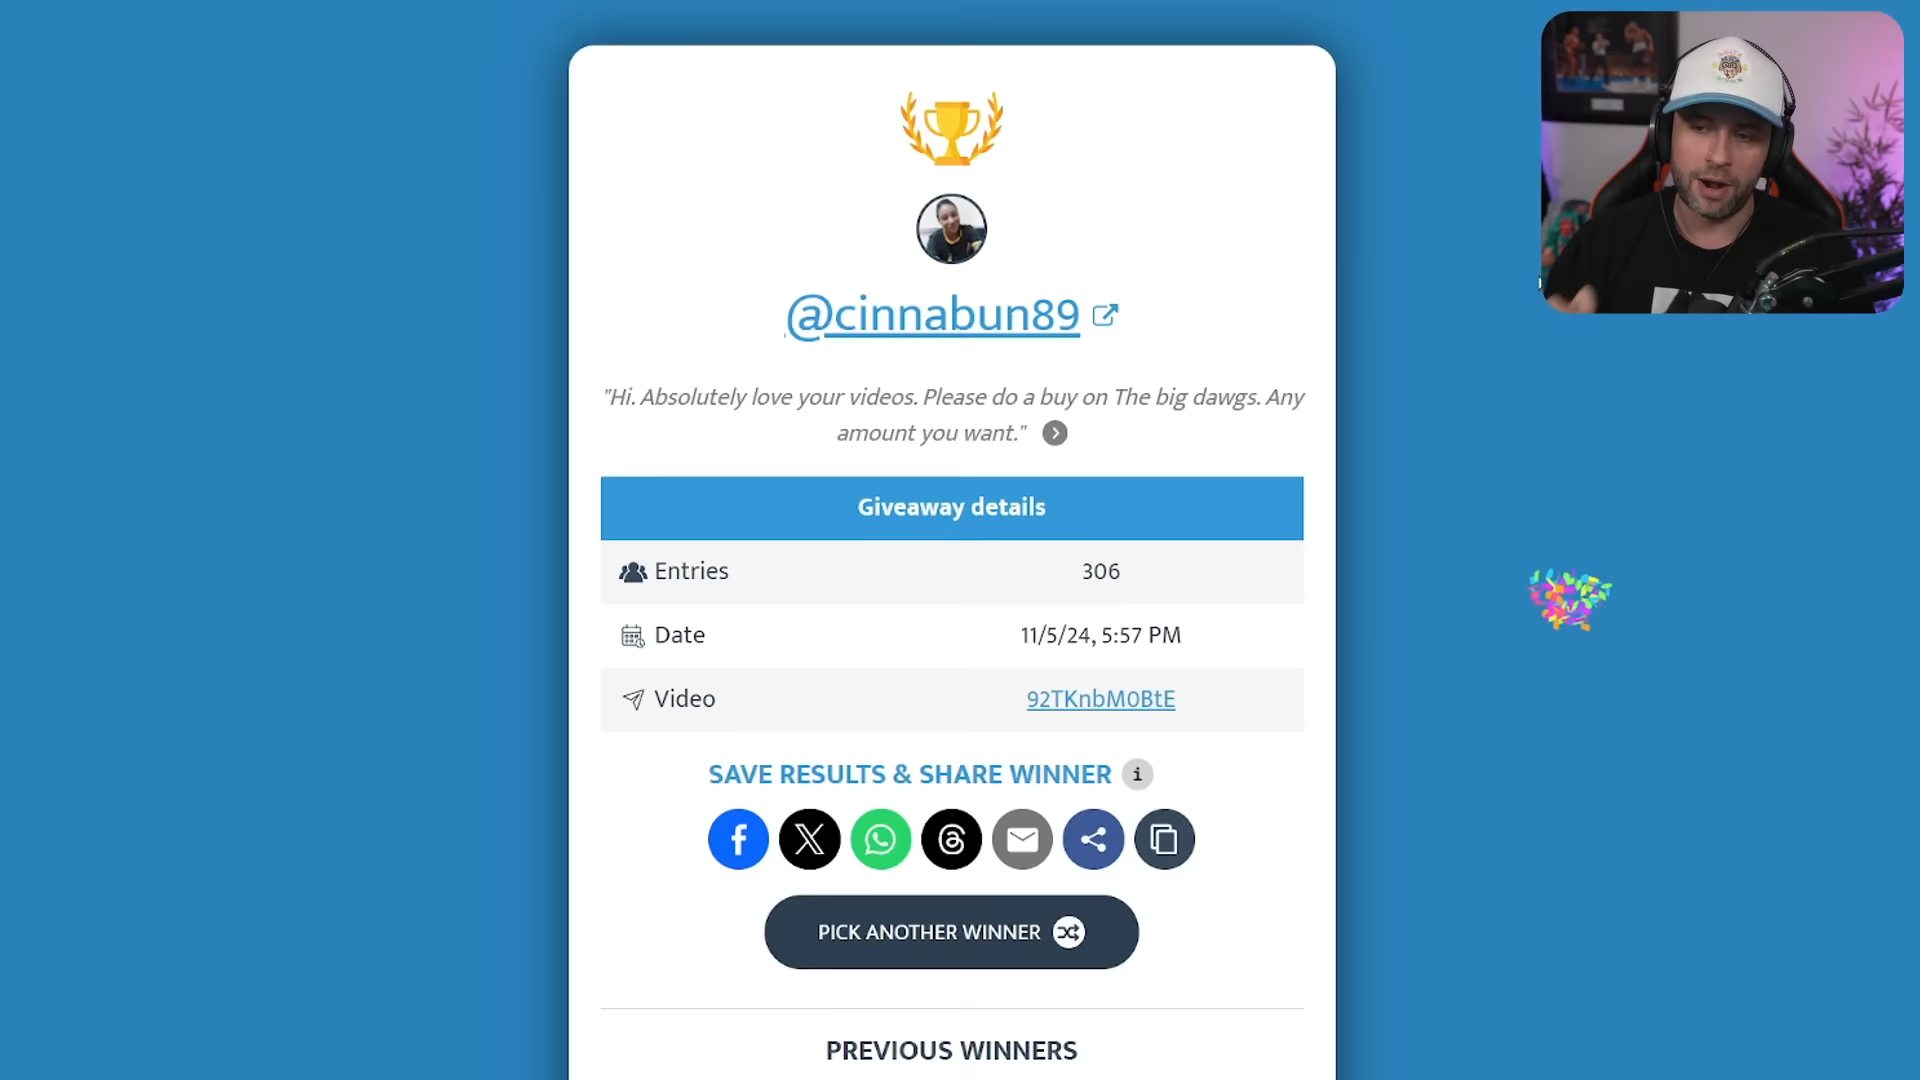 @cinnabun89
"Hi. Absolutely love your videos. Please do a buy on The big dawgs. Any
amount you want."
Giveaway details
Entries 306
Date 11/5/24, 5:57 PM
Video 92TKnbM0BtE
SAVE RESULTS & SHARE WINNER i
PICK ANOTHER WINNER
PREVIOUS WINNERS